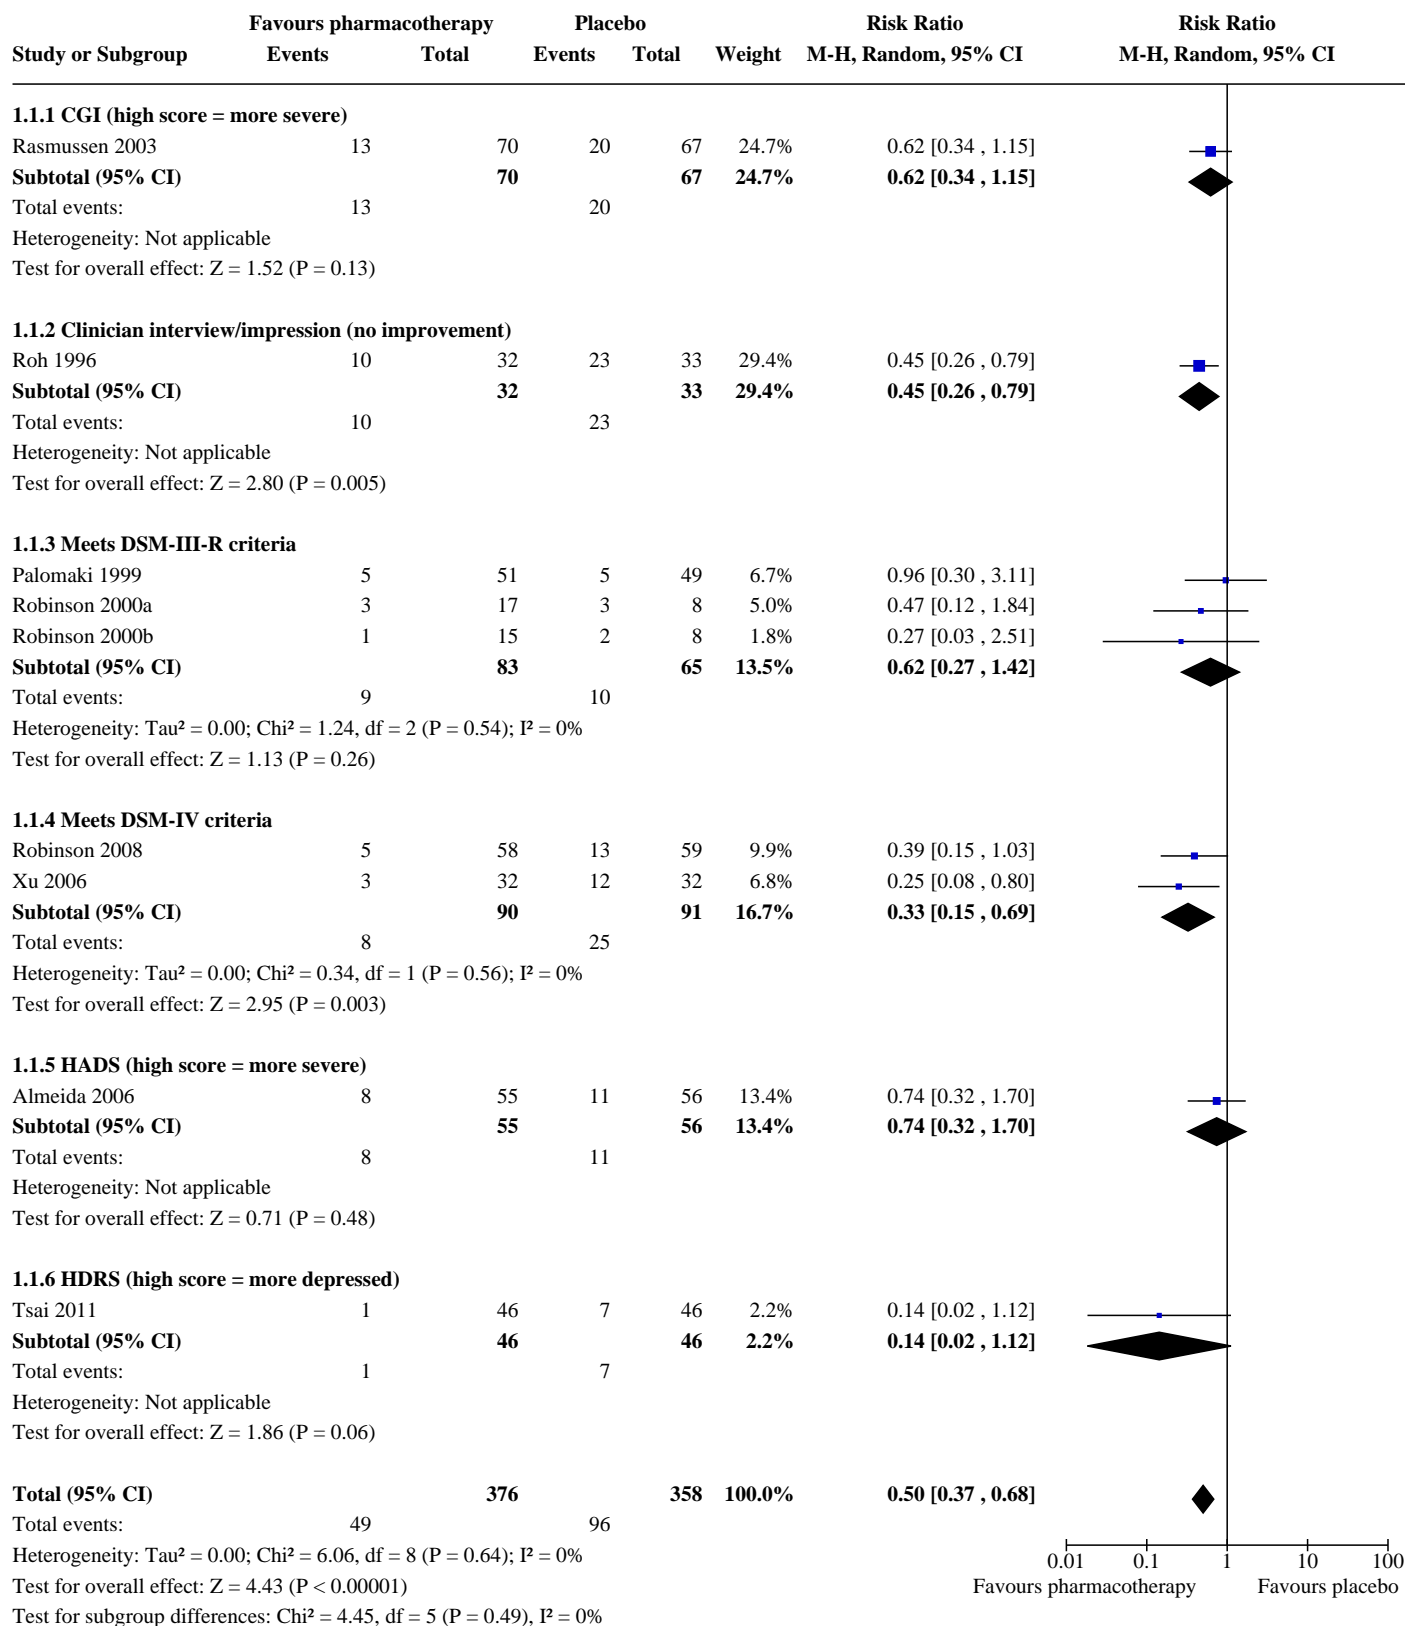 Favours pharmacotherapy Placebo Risk Ratio Risk Ratio
Study or Subgroup Events Total Events Total Weight M-H, Random, 95% CI M-H, Random, 95% CI
1.1.1 CGI (high score = more severe)
Rasmussen 2003 13 70 20 67 24.7% 0.62 [0.34 , 1.15]
Subtotal (95% CI) 70 67 24.7% 0.62 [0.34 , 1.15]
Total events: 13 20
Heterogeneity: Not applicable
Test for overall effect: Z = 1.52 (P = 0.13)
1.1.2 Clinician interview/impression (no improvement)
Roh 1996 10 32 23 33 29.4% 0.45 [0.26 , 0.79]
Subtotal (95% CI) 32 33 29.4% 0.45 [0.26 , 0.79]
Total events: 10 23
Heterogeneity: Not applicable
Test for overall effect: Z = 2.80 (P = 0.005)
1.1.3 Meets DSM-III-R criteria
Palomaki 1999 5 51 5 49 6.7% 0.96 [0.30 , 3.11]
Robinson 2000a 3 17 3 8 5.0% 0.47 [0.12 , 1.84]
Robinson 2000b 1 15 2 8 1.8% 0.27 [0.03 , 2.51]
Subtotal (95% CI) 83 65 13.5% 0.62 [0.27 , 1.42]
Total events: 9 10
Heterogeneity: Tau² = 0.00; Chi² = 1.24, df = 2 (P = 0.54); I² = 0%
Test for overall effect: Z = 1.13 (P = 0.26)
1.1.4 Meets DSM-IV criteria
Robinson 2008 5 58 13 59 9.9% 0.39 [0.15 , 1.03]
Xu 2006 3 32 12 32 6.8% 0.25 [0.08 , 0.80]
Subtotal (95% CI) 90 91 16.7% 0.33 [0.15 , 0.69]
Total events: 8 25
Heterogeneity: Tau² = 0.00; Chi² = 0.34, df = 1 (P = 0.56); I² = 0%
Test for overall effect: Z = 2.95 (P = 0.003)
1.1.5 HADS (high score = more severe)
Almeida 2006 8 55 11 56 13.4% 0.74 [0.32 , 1.70]
Subtotal (95% CI) 55 56 13.4% 0.74 [0.32 , 1.70]
Total events: 8 11
Heterogeneity: Not applicable
Test for overall effect: Z = 0.71 (P = 0.48)
1.1.6 HDRS (high score = more depressed)
Tsai 2011 1 46 7 46 2.2% 0.14 [0.02 , 1.12]
Subtotal (95% CI) 46 46 2.2% 0.14 [0.02 , 1.12]
Total events: 1 7
Heterogeneity: Not applicable
Test for overall effect: Z = 1.86 (P = 0.06)
Total (95% CI) 376 358 100.0% 0.50 [0.37 , 0.68]
Total events: 49 96
Heterogeneity: Tau² = 0.00; Chi² = 6.06, df = 8 (P = 0.64); I² = 0%
0.01 0.1 1 10 100
Test for overall effect: Z = 4.43 (P < 0.00001)
Favours pharmacotherapy Favours placebo
Test for subgroup differences: Chi² = 4.45, df = 5 (P = 0.49), I² = 0%